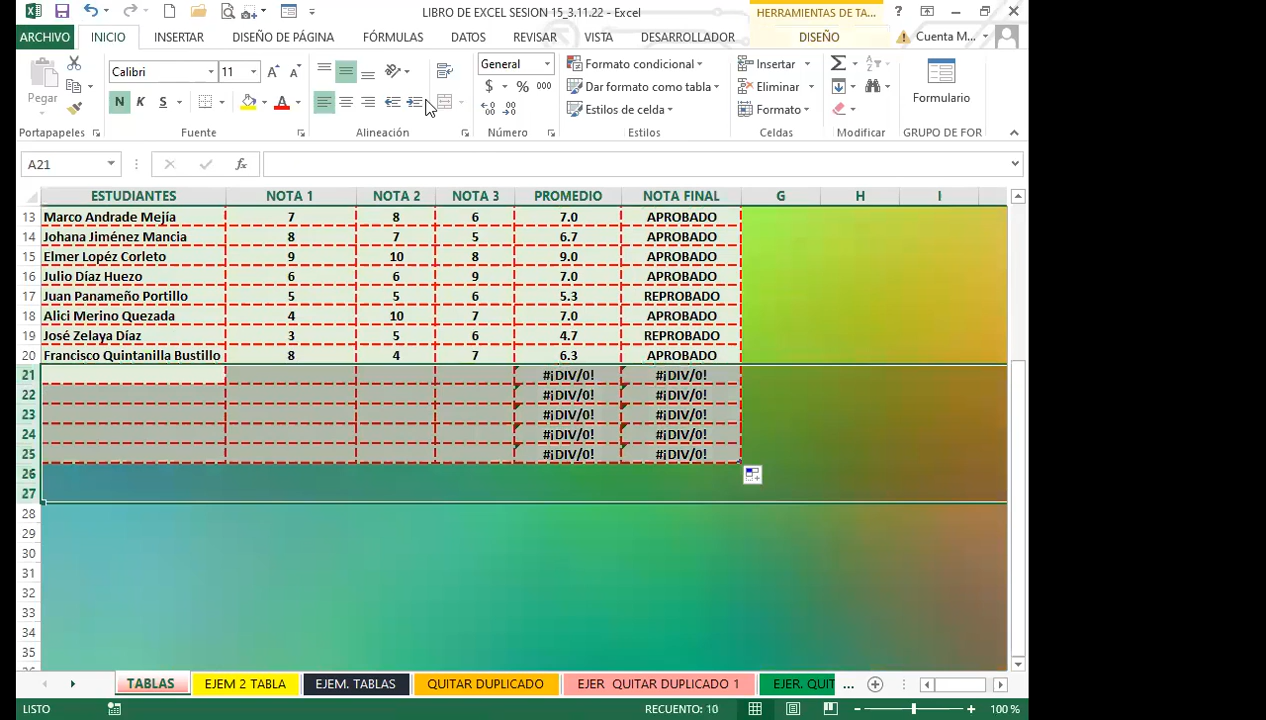 LIBRO DE EXCEL SESION 15_3.11.22 - Excel
HERRAMIENTAS DE TA...
ARCHIVO INICIO INSERTAR DISEÑO DE PÁGINA FÓRMULAS DATOS REVISAR VISTA DESARROLLADOR DISEÑO Cuenta M...
Pegar
Calibri 11
N K S
General
$ % 000
Formato condicional
Dar formato como tabla
Estilos de celda
Insertar
Eliminar
Formato
Formulario
Portapapeles Fuente Alineación Número Estilos Celdas Modificar GRUPO DE FOR
A21
ESTUDIANTES NOTA 1 NOTA 2 NOTA 3 PROMEDIO NOTA FINAL G H I
13 Marco Andrade Mejía 7 8 6 7.0 APROBADO
14 Johana Jiménez Mancia 8 7 5 6.7 APROBADO
15 Elmer Lopéz Corleto 9 10 8 9.0 APROBADO
16 Julio Díaz Huezo 6 6 9 7.0 APROBADO
17 Juan Panameño Portillo 5 5 6 5.3 REPROBADO
18 Alici Merino Quezada 4 10 7 7.0 APROBADO
19 José Zelaya Díaz 3 5 6 4.7 REPROBADO
20 Francisco Quintanilla Bustillo 8 4 7 6.3 APROBADO
21 #¡DIV/0! #¡DIV/0!
22 #¡DIV/0! #¡DIV/0!
23 #¡DIV/0! #¡DIV/0!
24 #¡DIV/0! #¡DIV/0!
25 #¡DIV/0! #¡DIV/0!
26
27
28
29
30
31
32
33
34
35
TABLAS EJEM 2 TABLA EJEM. TABLAS QUITAR DUPLICADO EJER QUITAR DUPLICADO 1 EJER. QUIT ...
LISTO RECUENTO: 10 100 %